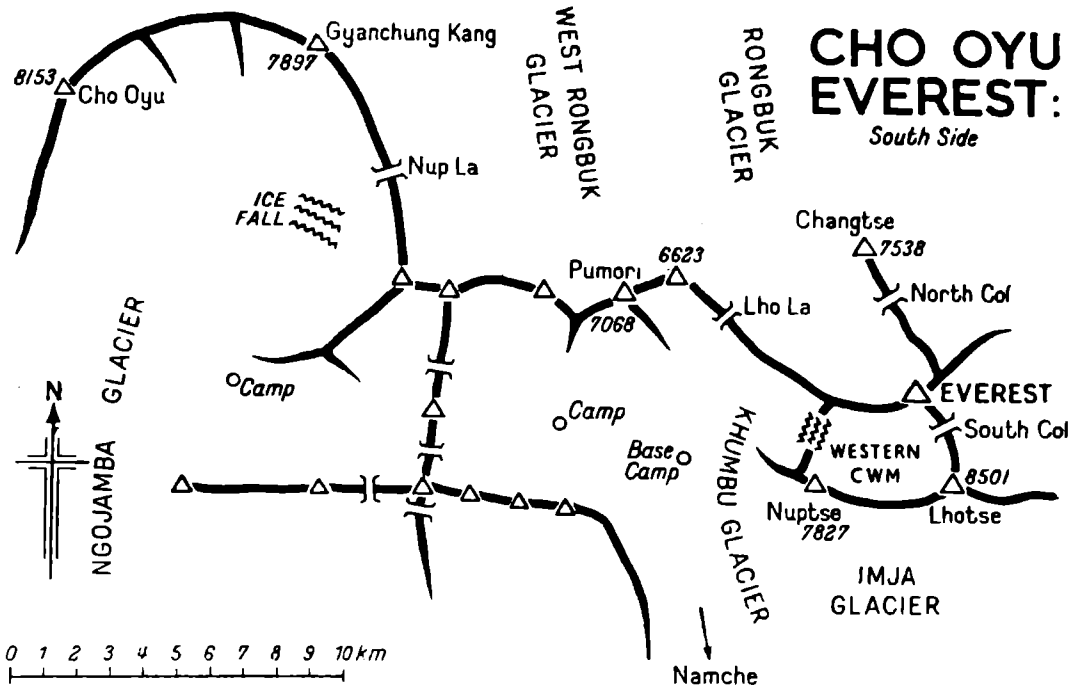 CHO OYU
EVEREST:
South Side
Gyanchung Kang
7897
8153
Cho Oyu
WEST RONGBUK
GLACIER
RONGBUK
GLACIER
Nup La
ICE
FALL
Changtse
7538
6623
Pumori
7068
Lho La
North Col
NGOJAMBA GLACIER
N
Camp
Camp
Base
Camp
KHUMBU GLACIER
EVEREST
South Col
WESTERN
CWM
8501
Nuptse
7827
Lhotse
IMJA
GLACIER
0 1 2 3 4 5 6 7 8 9 10 km
Namche